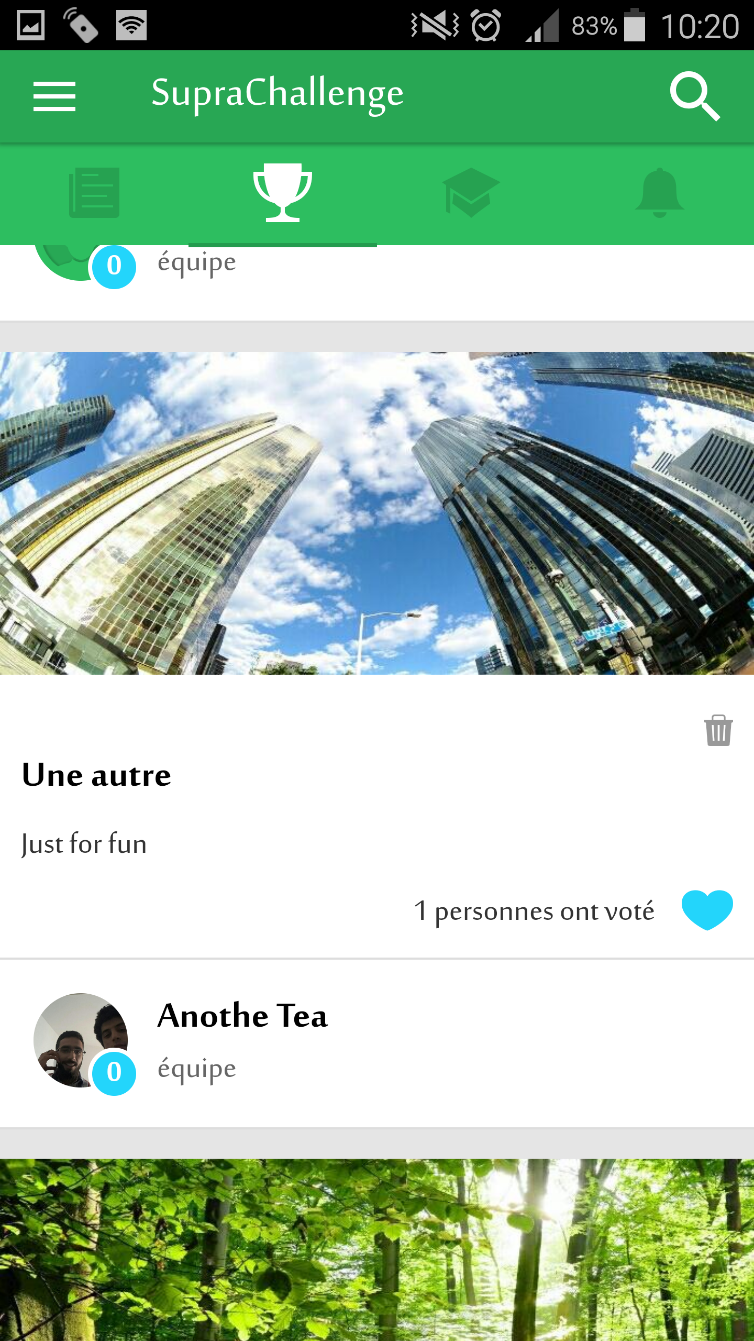 83% 10:20
SupraChallenge
0 équipe
Une autre
Just for fun
1 personnes ont voté
Anothe Tea
0 équipe